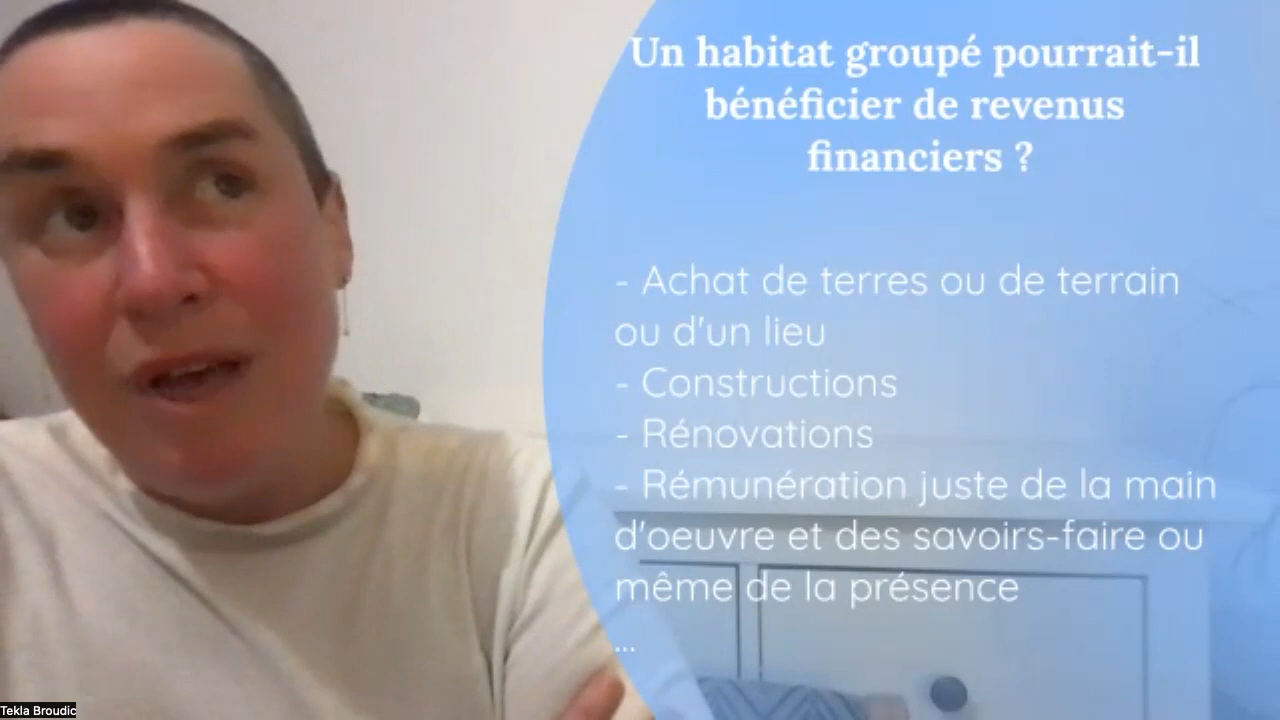 Un habitat groupé pourrait-il
bénéficier de revenus
financiers ?
- Achat de terres ou de terrain
ou d'un lieu
- Constructions
- Rénovations
- Rémunération juste de la main
d'oeuvre et des savoirs-faire ou
même de la présence
...
Tekla Broudic